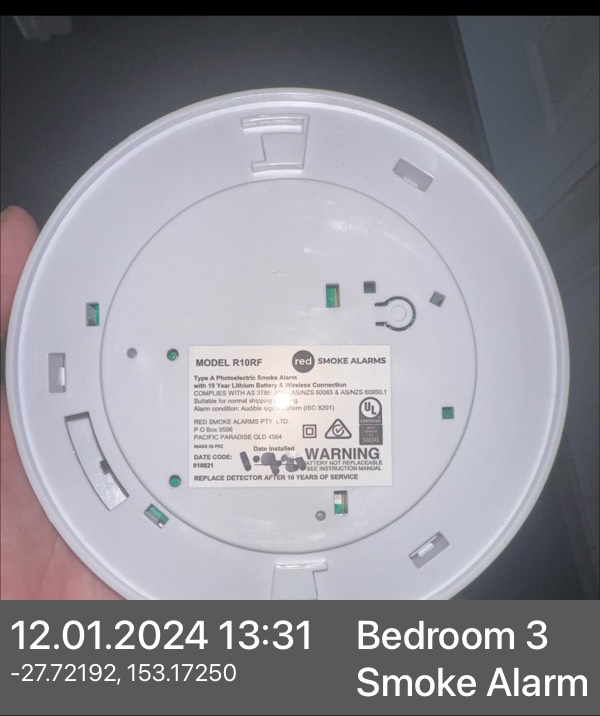 MODEL R10RF
red SMOKE ALARMS
Type A Photoelectric Smoke Alarm
with 10 Year Lithium Battery & Wireless Connection
COMPLIES WITH AS 3786 AS/NZS 60065 & AS/NZS 60950.1
Suitable for normal shipping
Alarm condition: Audible (ISO 8201)
RED SMOKE ALARMS PTY. LTD.
P O Box 9596
PACIFIC PARADISE QLD 4564
MADE IN PRC
UL
CERTIFIED
Date Installed
DATE CODE:
010821
WARNING
BATTERY NOT REPLACEABLE
SEE INSTRUCTION MANUAL
REPLACE DETECTOR AFTER 10 YEARS OF SERVICE
12.01.2024 13:31
-27.72192, 153.17250
Bedroom 3
Smoke Alarm